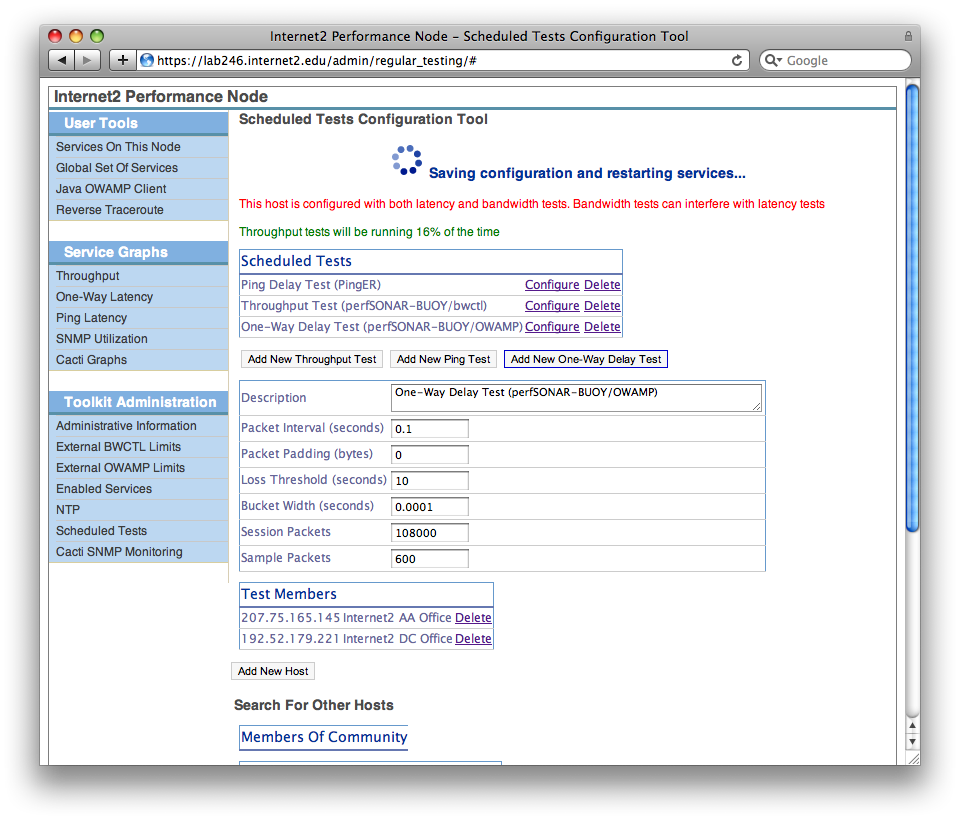 Internet2 Performance Node – Scheduled Tests Configuration Tool
https://lab246.internet2.edu/admin/regular_testing/#
Google
Internet2 Performance Node
User Tools
Services On This Node
Global Set Of Services
Java OWAMP Client
Reverse Traceroute
Service Graphs
Throughput
One-Way Latency
Ping Latency
SNMP Utilization
Cacti Graphs
Toolkit Administration
Administrative Information
External BWCTL Limits
External OWAMP Limits
Enabled Services
NTP
Scheduled Tests
Cacti SNMP Monitoring
Scheduled Tests Configuration Tool
Saving configuration and restarting services...
This host is configured with both latency and bandwidth tests. Bandwidth tests can interfere with latency tests
Throughput tests will be running 16% of the time
Scheduled Tests
Ping Delay Test (PingER) Configure Delete
Throughput Test (perfSONAR-BUOY/bwctl) Configure Delete
One-Way Delay Test (perfSONAR-BUOY/OWAMP) Configure Delete
Add New Throughput Test Add New Ping Test Add New One-Way Delay Test
Description One-Way Delay Test (perfSONAR-BUOY/OWAMP)
Packet Interval (seconds) 0.1
Packet Padding (bytes) 0
Loss Threshold (seconds) 10
Bucket Width (seconds) 0.0001
Session Packets 108000
Sample Packets 600
Test Members
207.75.165.145 Internet2 AA Office Delete
192.52.179.221 Internet2 DC Office Delete
Add New Host
Search For Other Hosts
Members Of Community